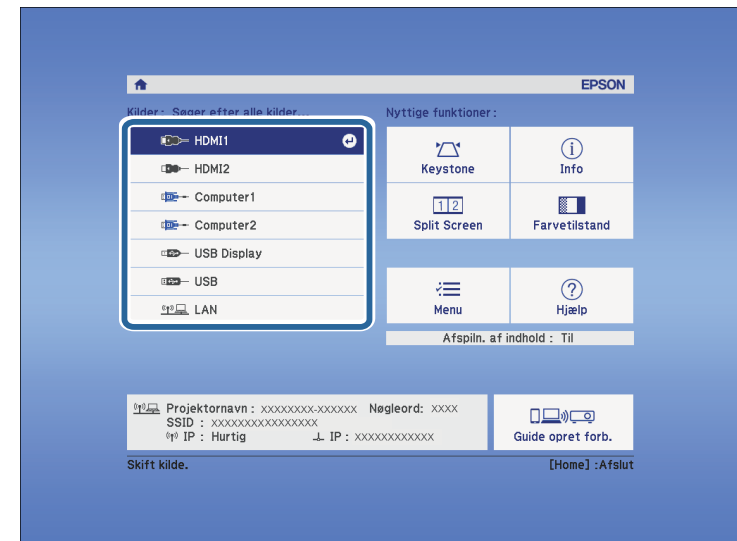 EPSON
Kilder : Søger efter alle kilder...
HDMI1
HDMI2
Computer1
Computer2
USB Display
USB
LAN
Nyttige funktioner :
Keystone
Info
1 2
Split Screen
Farvetilstand
Menu
?
Hjælp
Afspiln. af indhold : Til
Projektornavn : xxxxxxxx-xxxxxx Nøgleord: xxxx
SSID : xxxxxxxxxxxxxxx
IP : Hurtig IP : xxxxxxxxxxxx
Guide opret forb.
Skift kilde.
[Home] :Afslut